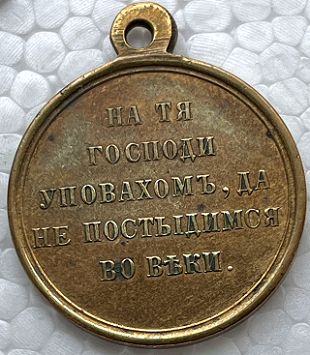 НА ТЯ
ГОСПОДИ
УПОВАХОМЪ, ДА
НЕ ПОСТЫДИМСЯ
ВО ВѢКИ.